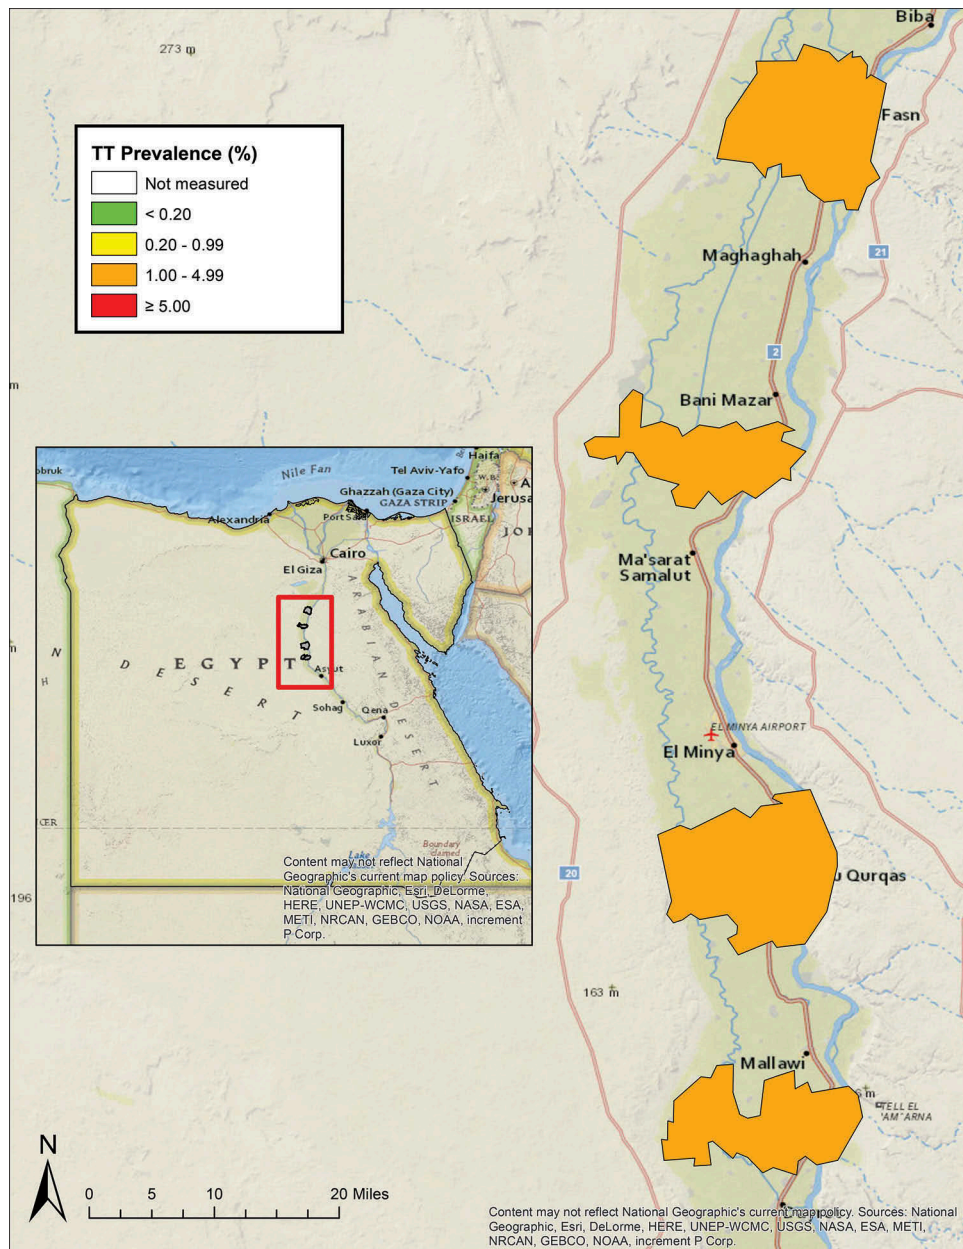 Biba
273 m
Fasn
TT Prevalence (%)
Not measured
< 0.20
0.20 - 0.99
1.00 - 4.99
≥ 5.00
Maghaghah
21
2
m
Bani Mazar
obruk
Nile Fan
Haifa
Tel Aviv-Yafo
W.B.
Ghazzah (Gaza City)
GAZA STRIP
Jerusa
Alexandria
Port Said
ISRAEL
JOR
Cairo
El Giza
Ma'sarat
Samalut
ARABIAN DESERT
EGYPT
DESERT
Asyut
Sohag
Qena
Luxor
EL MINYA AIRPORT
El Minya
Boundary
claimed
Lake
Content may not reflect National
Geographic's current map policy. Sources:
National Geographic, Esri, DeLorme,
HERE, UNEP-WCMC, USGS, NASA, ESA,
METI, NRCAN, GEBCO, NOAA, increment
P Corp.
20
u Qurqas
196
163 m
Mallawi
m
TELL EL
'AM'ARNA
N
0 5 10 20 Miles
Content may not reflect National Geographic's current map policy. Sources: National
Geographic, Esri, DeLorme, HERE, UNEP-WCMC, USGS, NASA, ESA, METI,
NRCAN, GEBCO, NOAA, increment P Corp.